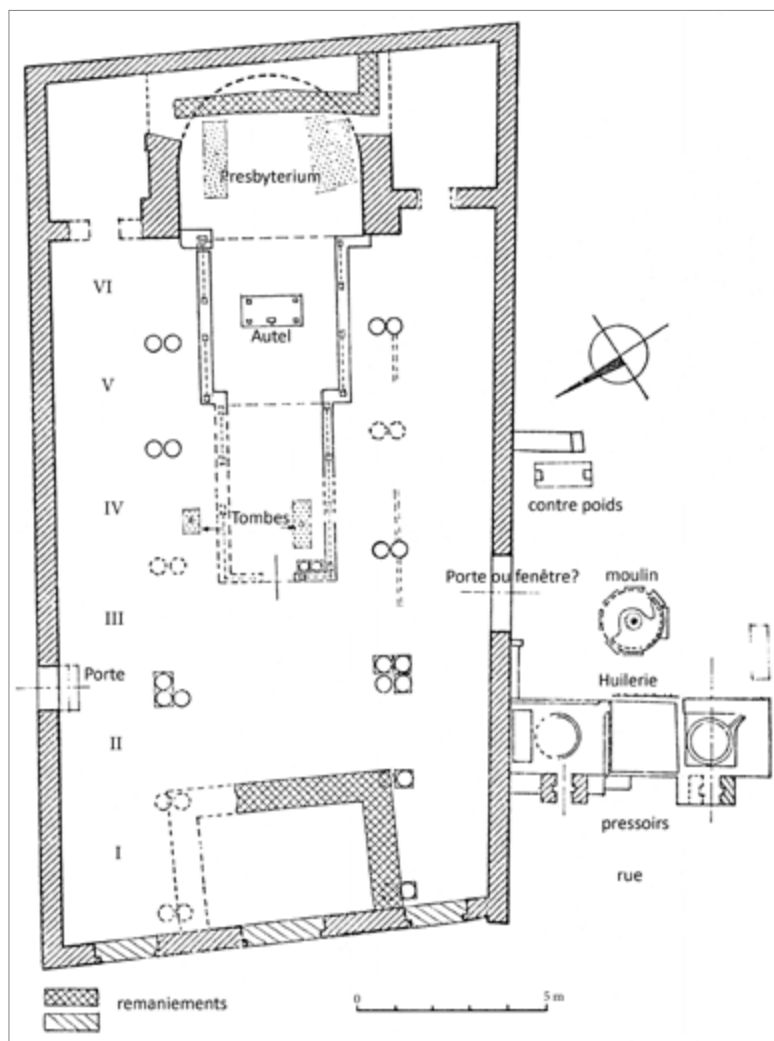 Presbyterium
VI
Autel
V
contre poids
IV
Tombes
Porte ou fenêtre?
moulin
III
Porte
Huilerie
II
pressoirs
I
rue
remaniements
0 5 m